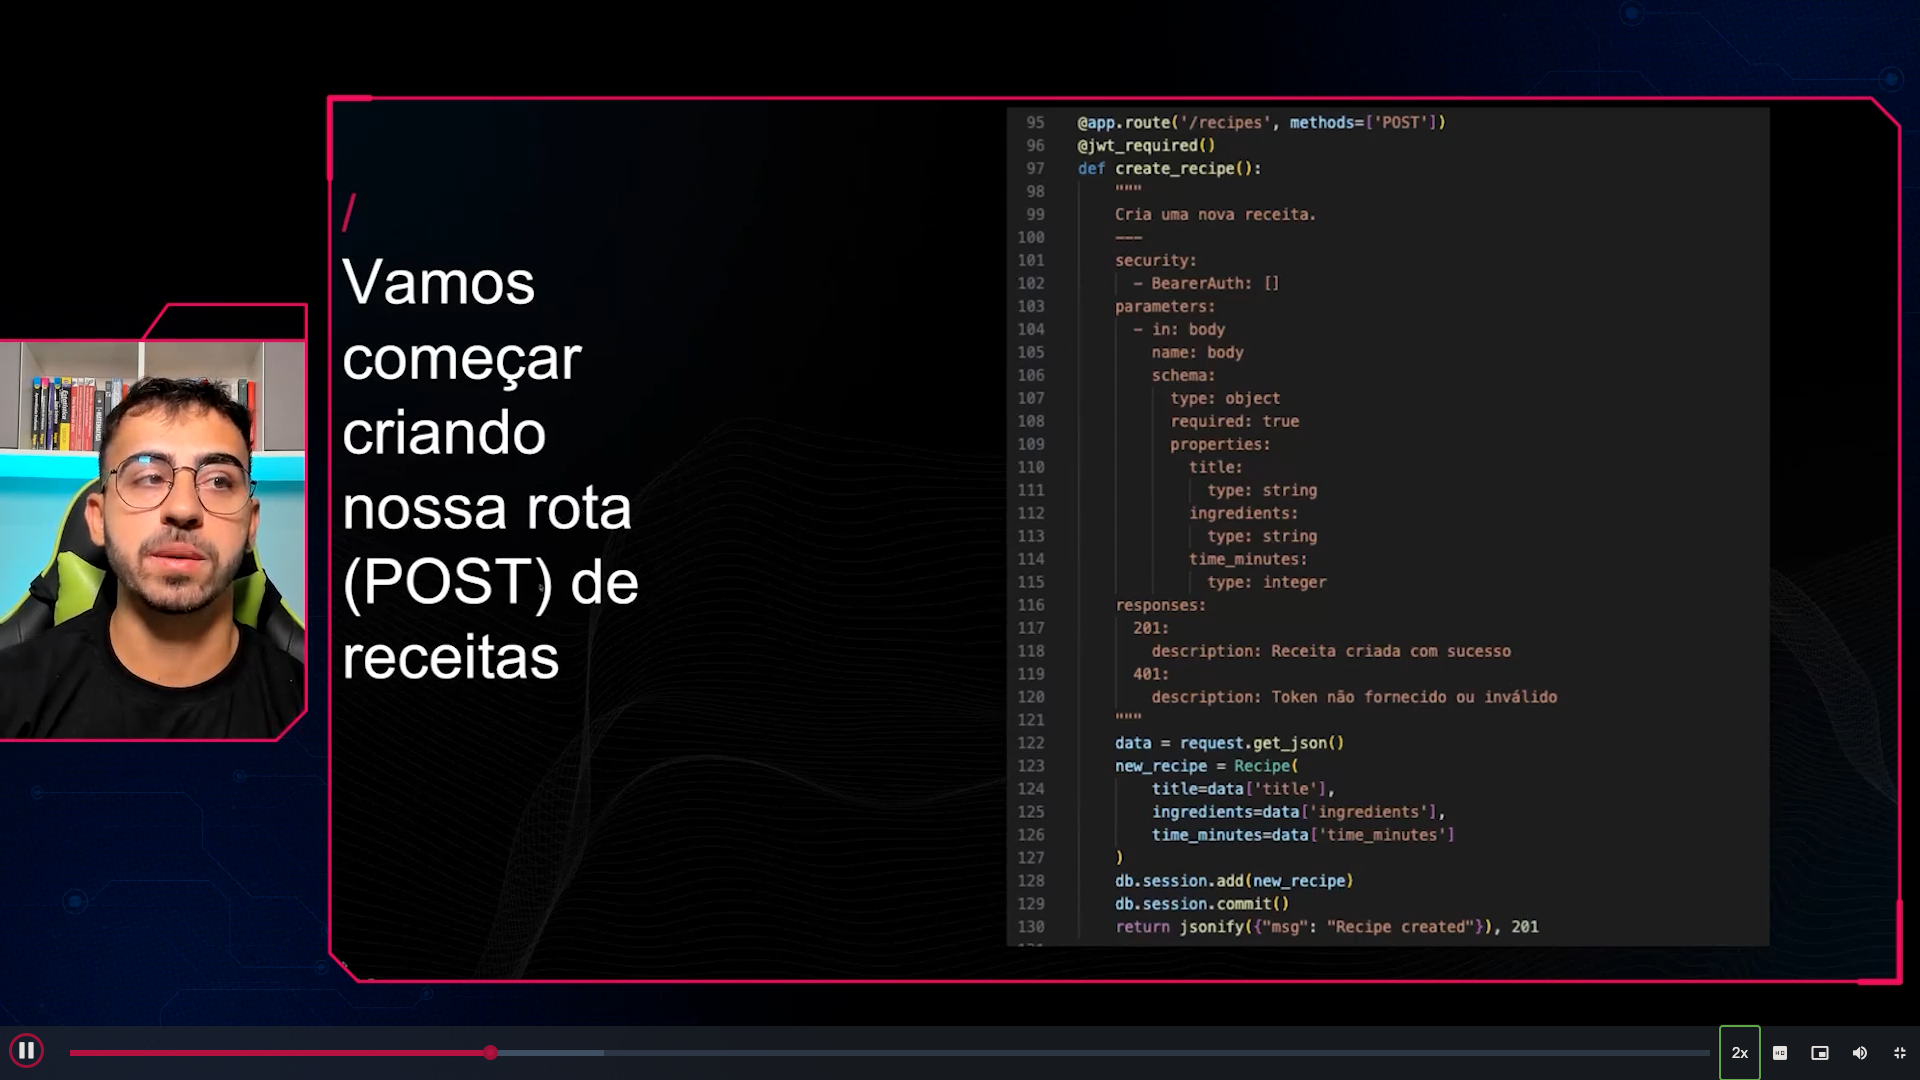 /
Vamos
começar
criando
nossa rota
(POST) de
receitas
95 @app.route('/recipes', methods=['POST'])
96 @jwt_required()
97 def create_recipe():
98 """
99 Cria uma nova receita.
100 ---
101 security:
102 - BearerAuth: []
103 parameters:
104 - in: body
105 name: body
106 schema:
107 type: object
108 required: true
109 properties:
110 title:
111 type: string
112 ingredients:
113 type: string
114 time_minutes:
115 type: integer
116 responses:
117 201:
118 description: Receita criada com sucesso
119 401:
120 description: Token não fornecido ou inválido
121 """
122 data = request.get_json()
123 new_recipe = Recipe(
124 title=data['title'],
125 ingredients=data['ingredients'],
126 time_minutes=data['time_minutes']
127 )
128 db.session.add(new_recipe)
129 db.session.commit()
130 return jsonify({"msg": "Recipe created"}), 201
2x
HD